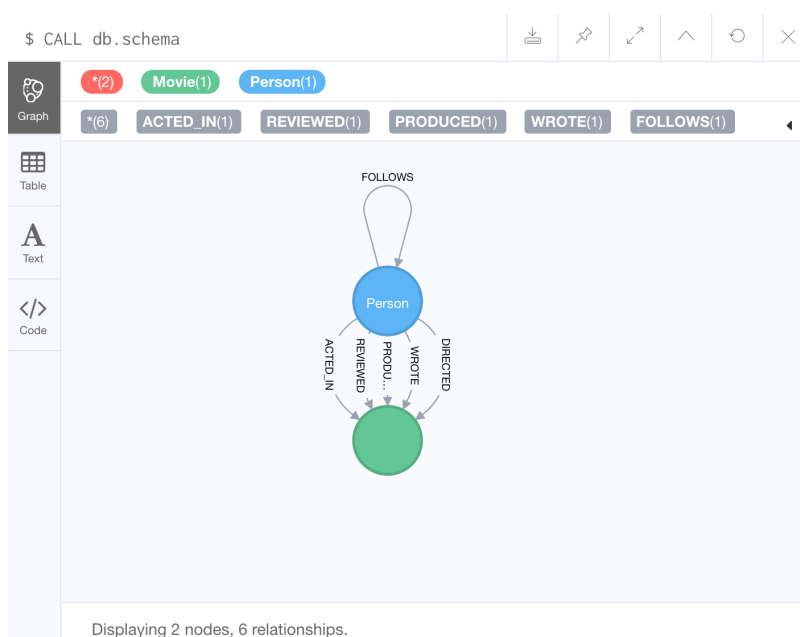 $ CALL db.schema
*(2) Movie(1) Person(1)
*(6) ACTED_IN(1) REVIEWED(1) PRODUCED(1) WROTE(1) FOLLOWS(1)
Graph
Table
A
Text
</>
Code
FOLLOWS
Person
ACTED_IN
REVIEWED
PRODU...
WROTE
DIRECTED
Displaying 2 nodes, 6 relationships.